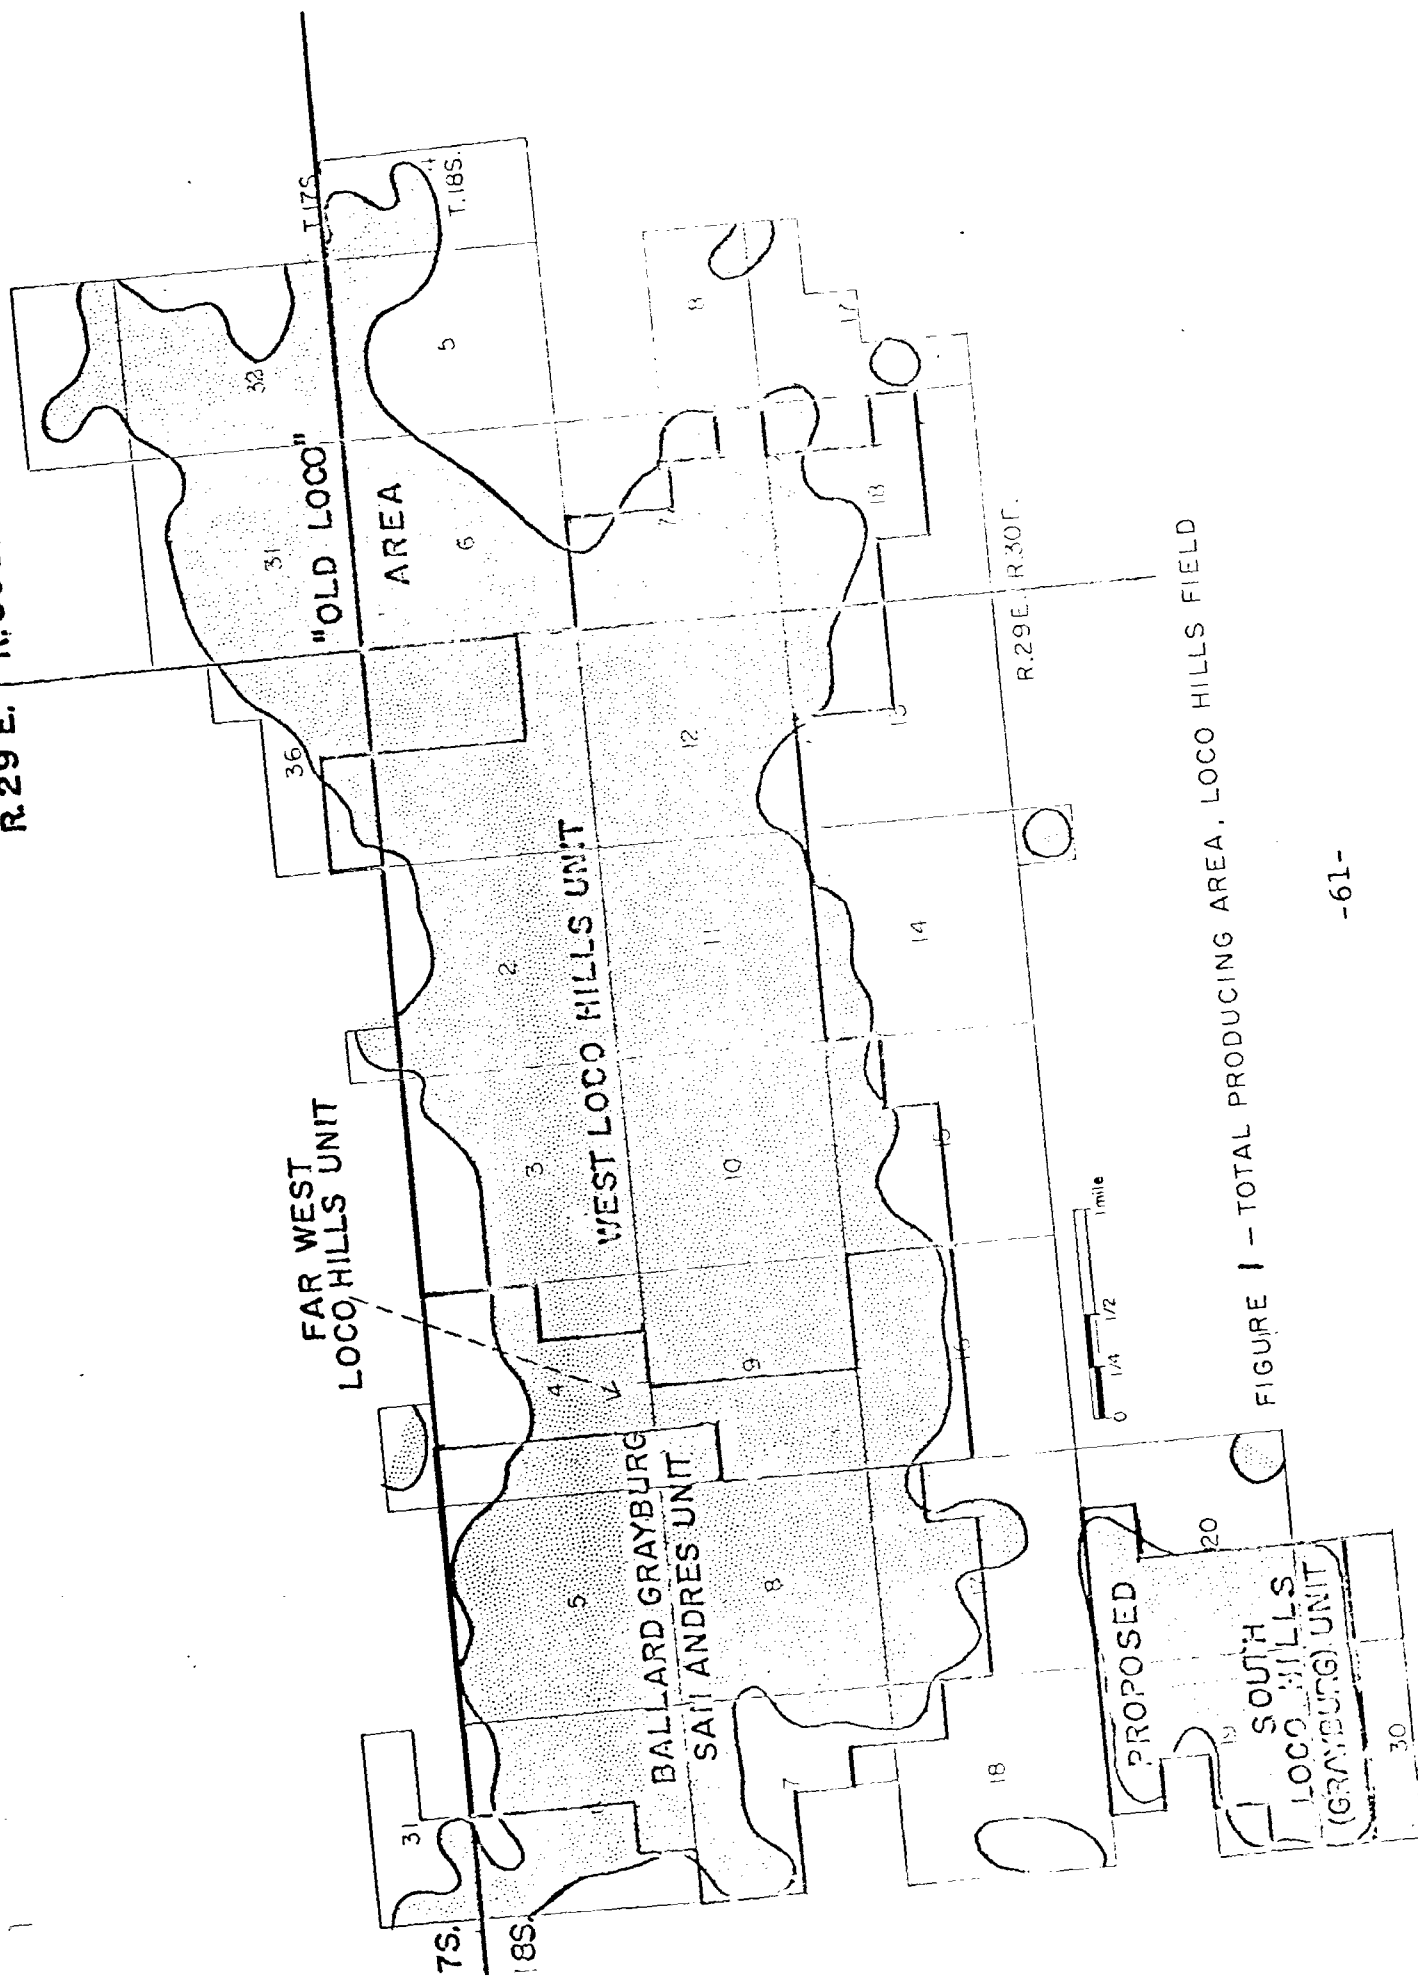 R.29 E.
T.17S.
T.18S.
4
32
5
8
17
31
"OLD LOCO"
AREA
6
7
18
R.29E. R.30E.
36
12
13
2
WEST LOCO HILLS UNIT
11
14
FAR WEST
LOCO HILLS UNIT
3
10
15
4
9
16
BALLARD GRAYBURG
SAN ANDRES UNIT
5
8
17
31
7
18
7S.
18S.
PROPOSED
SOUTH
LOCO HILLS
(GRAYBURG) UNIT
20
19
30
0 1/4 1/2 1 mile
FIGURE 1 - TOTAL PRODUCING AREA, LOCO HILLS FIELD
-61-